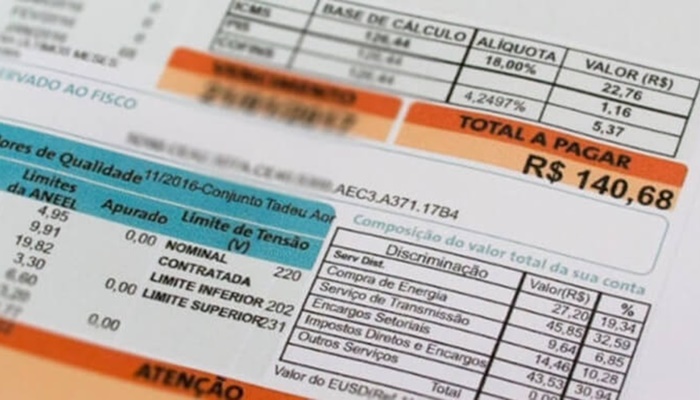 ICMS
PIS
COFINS
BASE DE CÁLCULO
ALÍQUOTA
18,00%
4,2497%
VALOR (R$)
22,76
1,16
5,37
VENCIMENTO
TOTAL A PAGAR
R$ 140,68
ERVADO AO FISCO
.AEC3.A371.17B4
ores de Qualidade 11/2016-Conjunto Tadeu Aor
Limites da ANEEL
Apurado
Limite de Tensão (V)
4,95
9,91
19,82
3,30
6,60
0,00
0,00
0,00
NOMINAL CONTRATADA 220
LIMITE INFERIOR 202
LIMITE SUPERIOR 231
Composição do valor total da sua conta
Discriminação Valor(R$) %
Serv Dist. 27,20 19,34
Compra de Energia 45,85 32,59
Serviço de Transmissão 9,64 6,85
Encargos Setoriais 14,46 10,28
Impostos Diretos e Encargos 43,53 30,94
Outros Serviços 0,00
Total
Valor do EUSD
ATENÇÃO